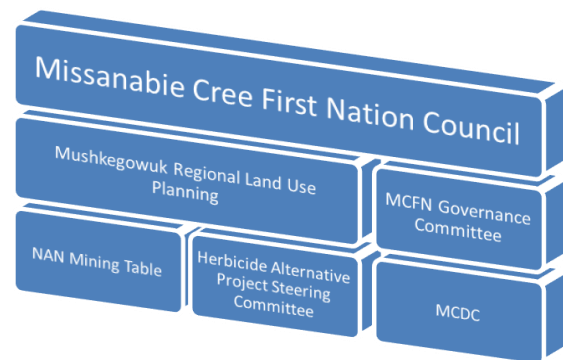 Missanabie Cree First Nation Council
Mushkegowuk Regional Land Use
Planning
MCFN Governance
Committee
NAN Mining Table
Herbicide Alternative
Project Steering
Committee
MCDC